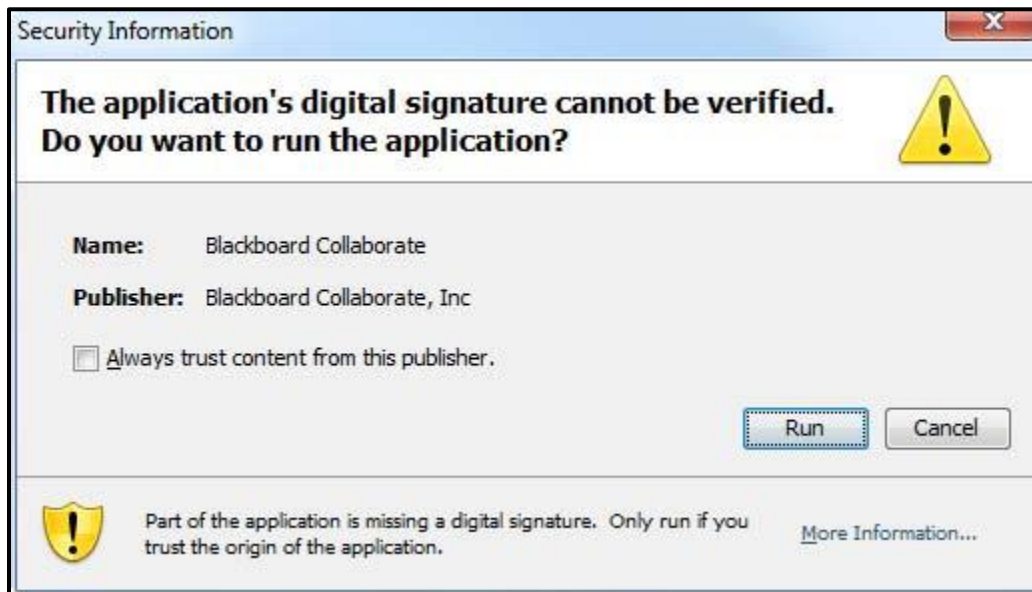 Security Information
The application's digital signature cannot be verified.
Do you want to run the application?
Name: Blackboard Collaborate
Publisher: Blackboard Collaborate, Inc
Always trust content from this publisher.
Run Cancel
Part of the application is missing a digital signature. Only run if you
trust the origin of the application.
More Information...